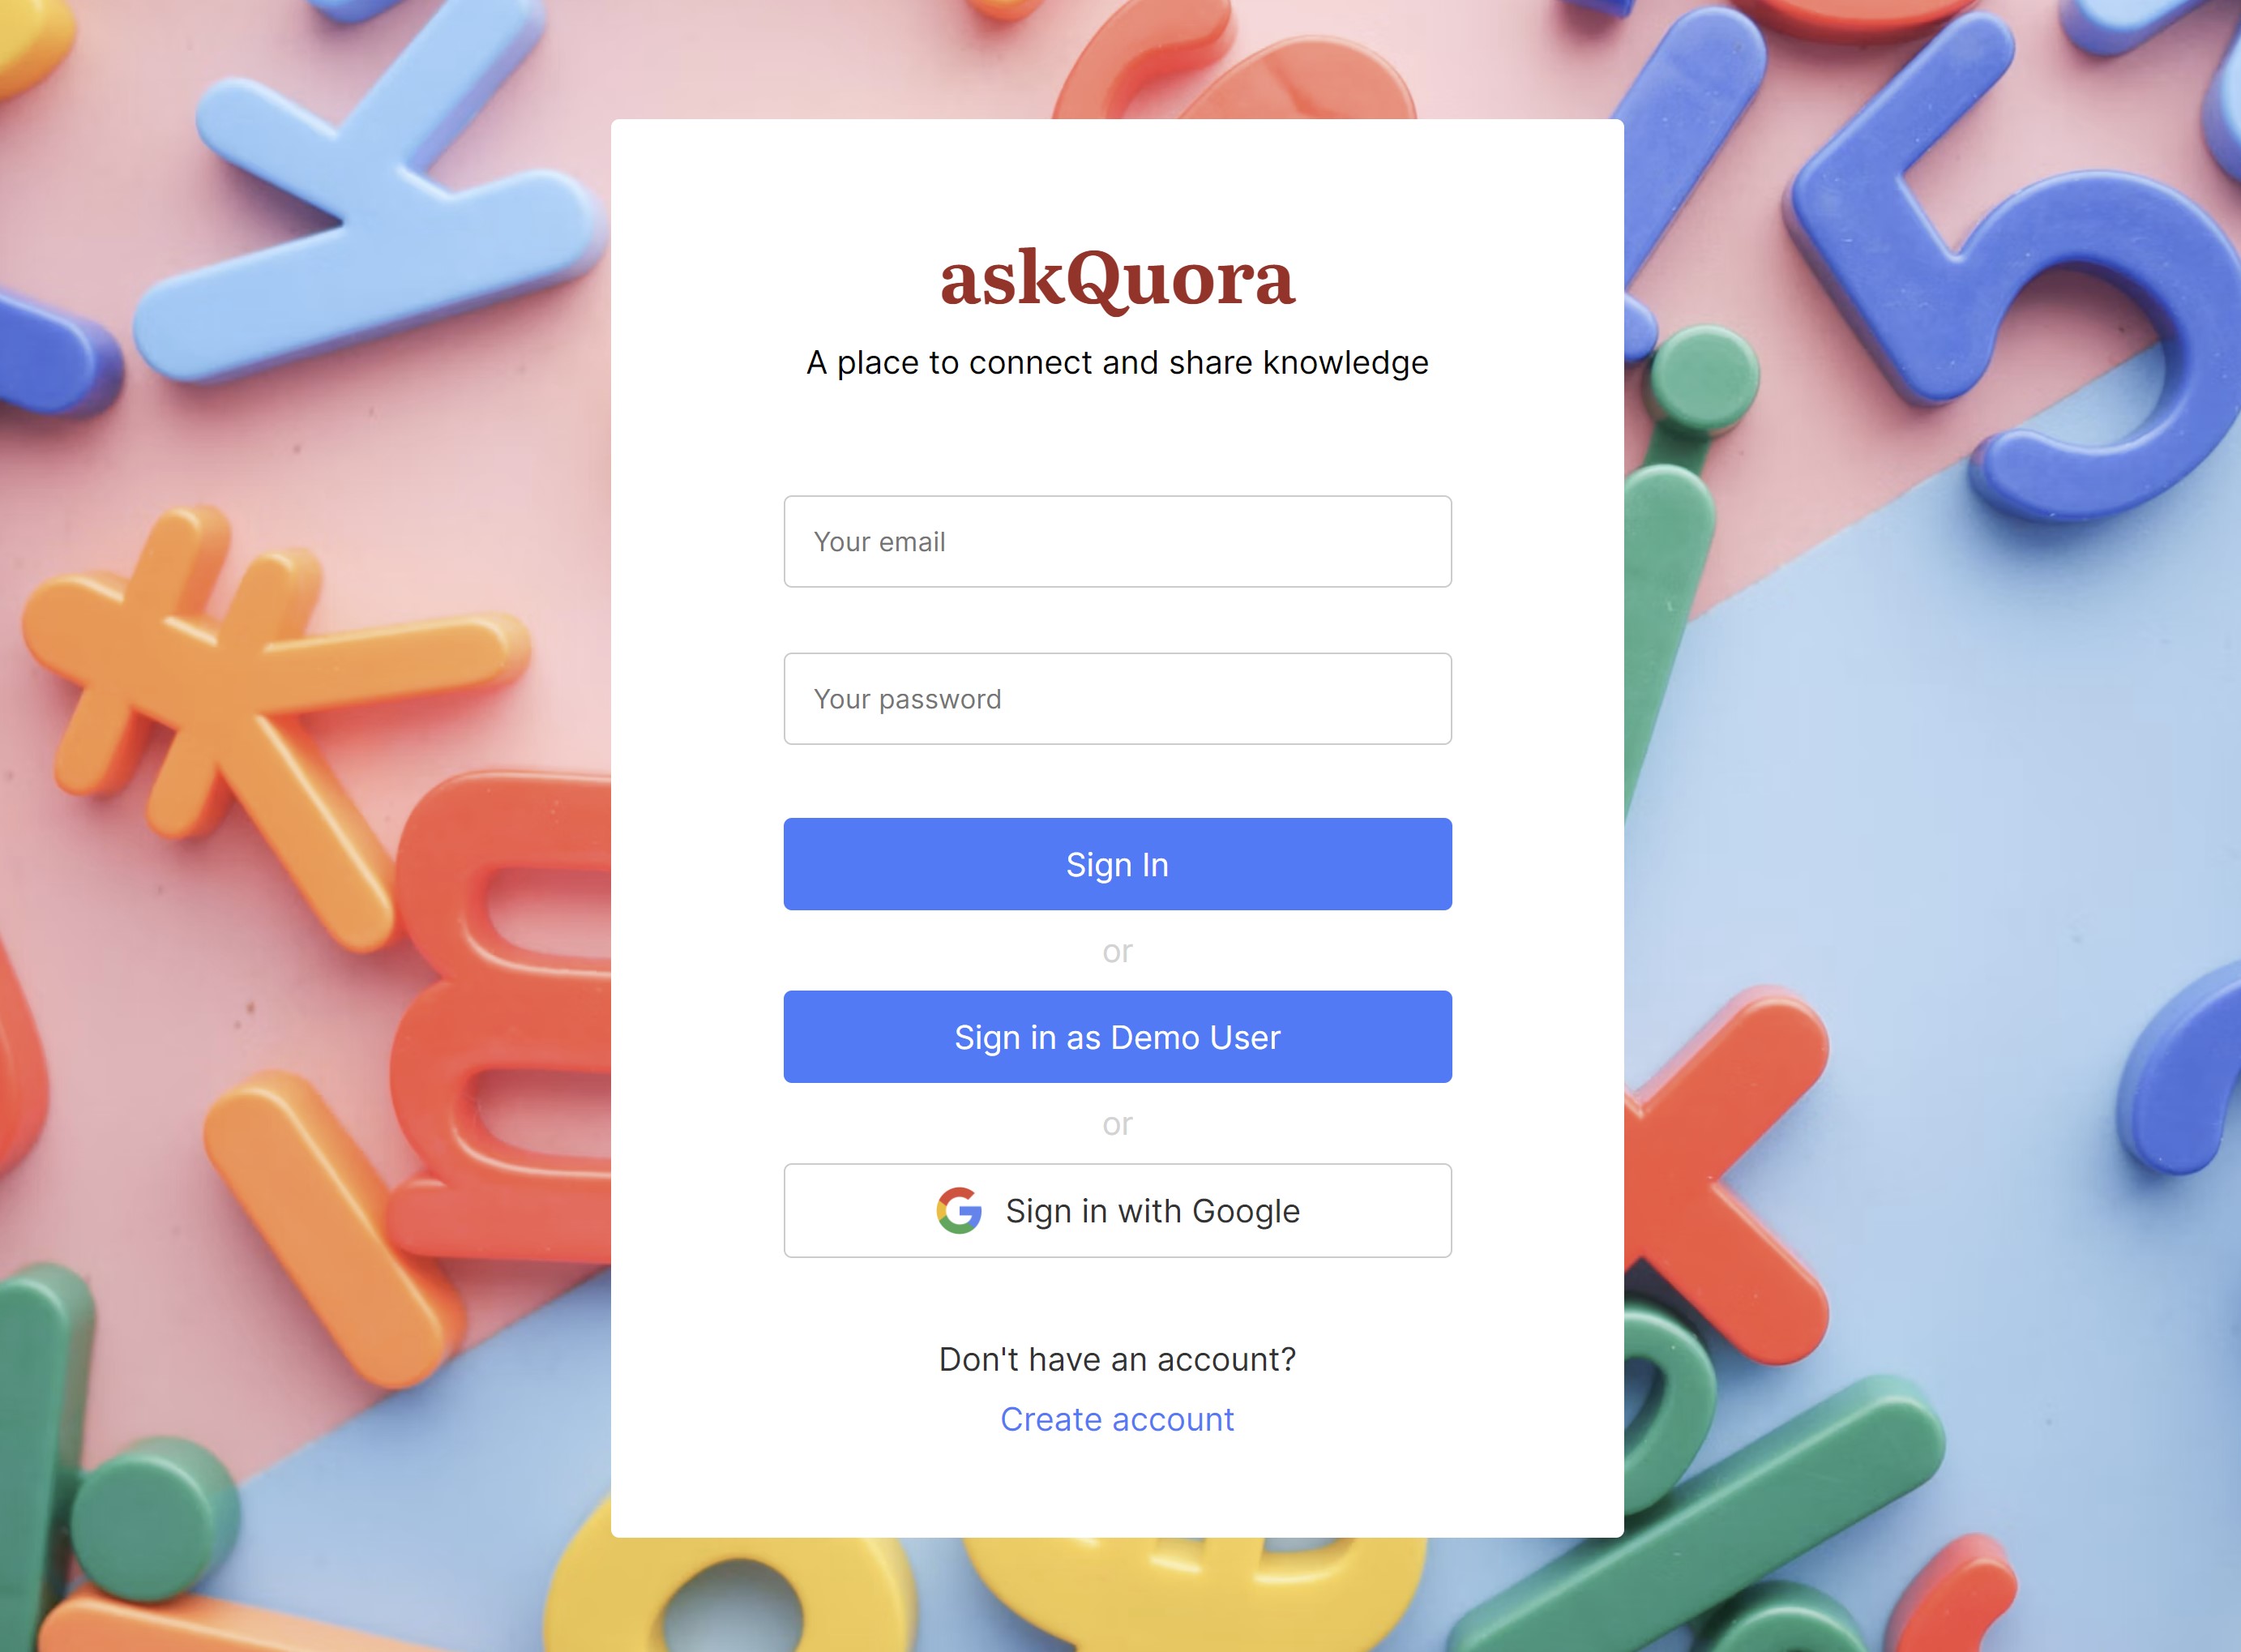 askQuora
A place to connect and share knowledge
Your email
Your password
Sign In
or
Sign in as Demo User
or
Sign in with Google
Don't have an account?
Create account